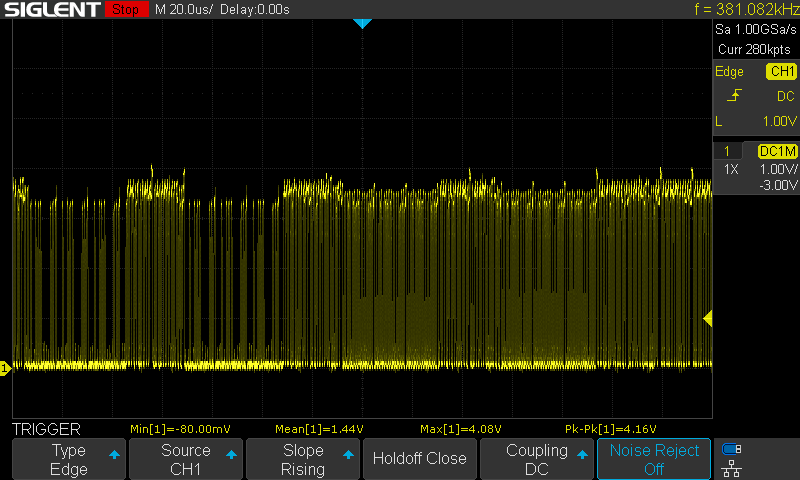 SIGLENT Stop M 20.0us/ Delay:0.00s f = 381.082kHz
Sa 1.00GSa/s
Curr 280kpts
Edge CH1
DC
L 1.00V
1 DC1M
1X 1.00V/
-3.00V
1
TRIGGER Min[1]=-80.00mV Mean[1]=1.44V Max[1]=4.08V Pk-Pk[1]=4.16V
Type Edge
Source CH1
Slope Rising
Holdoff Close
Coupling DC
Noise Reject Off